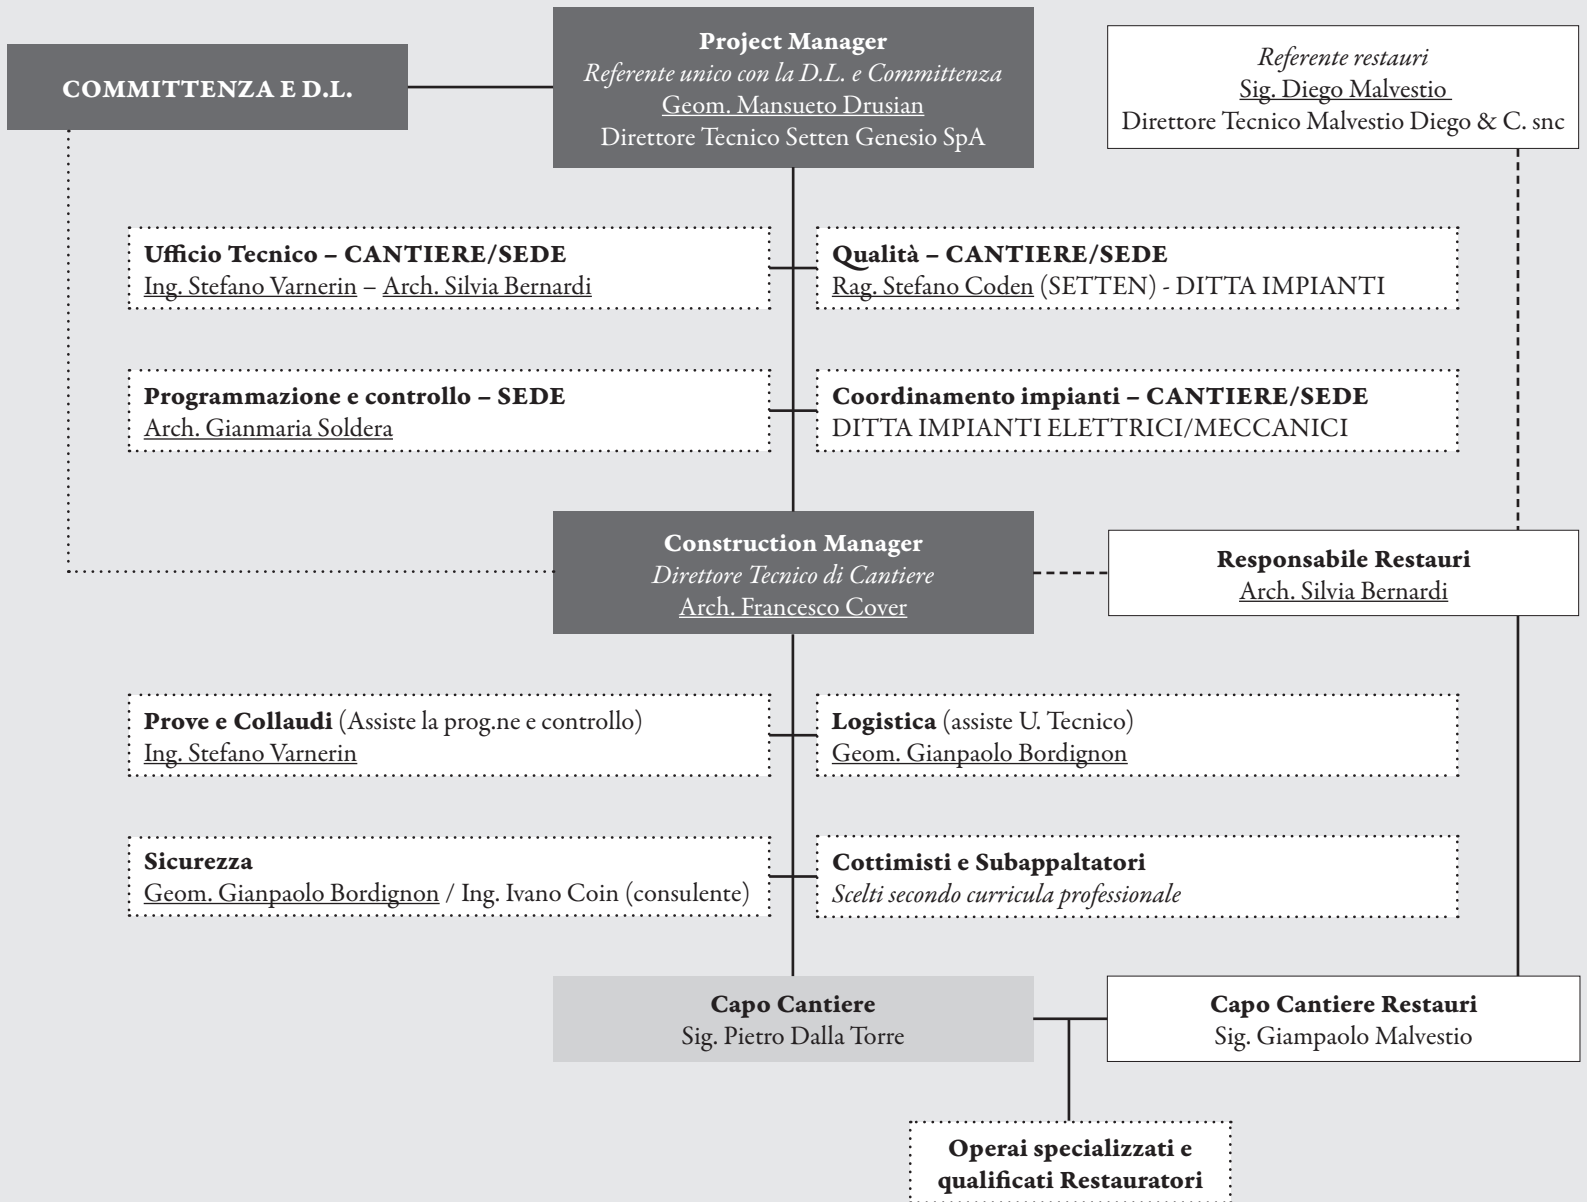 COMMITTENZA E D.L.
Project Manager
Referente unico con la D.L. e Committenza
Geom. Mansueto Drusian
Direttore Tecnico Setten Genesio SpA
Referente restauri
Sig. Diego Malvestio
Direttore Tecnico Malvestio Diego & C. snc
Ufficio Tecnico – CANTIERE/SEDE
Ing. Stefano Varnerin – Arch. Silvia Bernardi
Qualità – CANTIERE/SEDE
Rag. Stefano Coden (SETTEN) - DITTA IMPIANTI
Programmazione e controllo – SEDE
Arch. Gianmaria Soldera
Coordinamento impianti – CANTIERE/SEDE
DITTA IMPIANTI ELETTRICI/MECCANICI
Construction Manager
Direttore Tecnico di Cantiere
Arch. Francesco Cover
Responsabile Restauri
Arch. Silvia Bernardi
Prove e Collaudi (Assiste la prog.ne e controllo)
Ing. Stefano Varnerin
Logistica (assiste U. Tecnico)
Geom. Gianpaolo Bordignon
Sicurezza
Geom. Gianpaolo Bordignon / Ing. Ivano Coin (consulente)
Cottimisti e Subappaltatori
Scelti secondo curricula professionale
Capo Cantiere
Sig. Pietro Dalla Torre
Capo Cantiere Restauri
Sig. Giampaolo Malvestio
Operai specializzati e
qualificati Restauratori